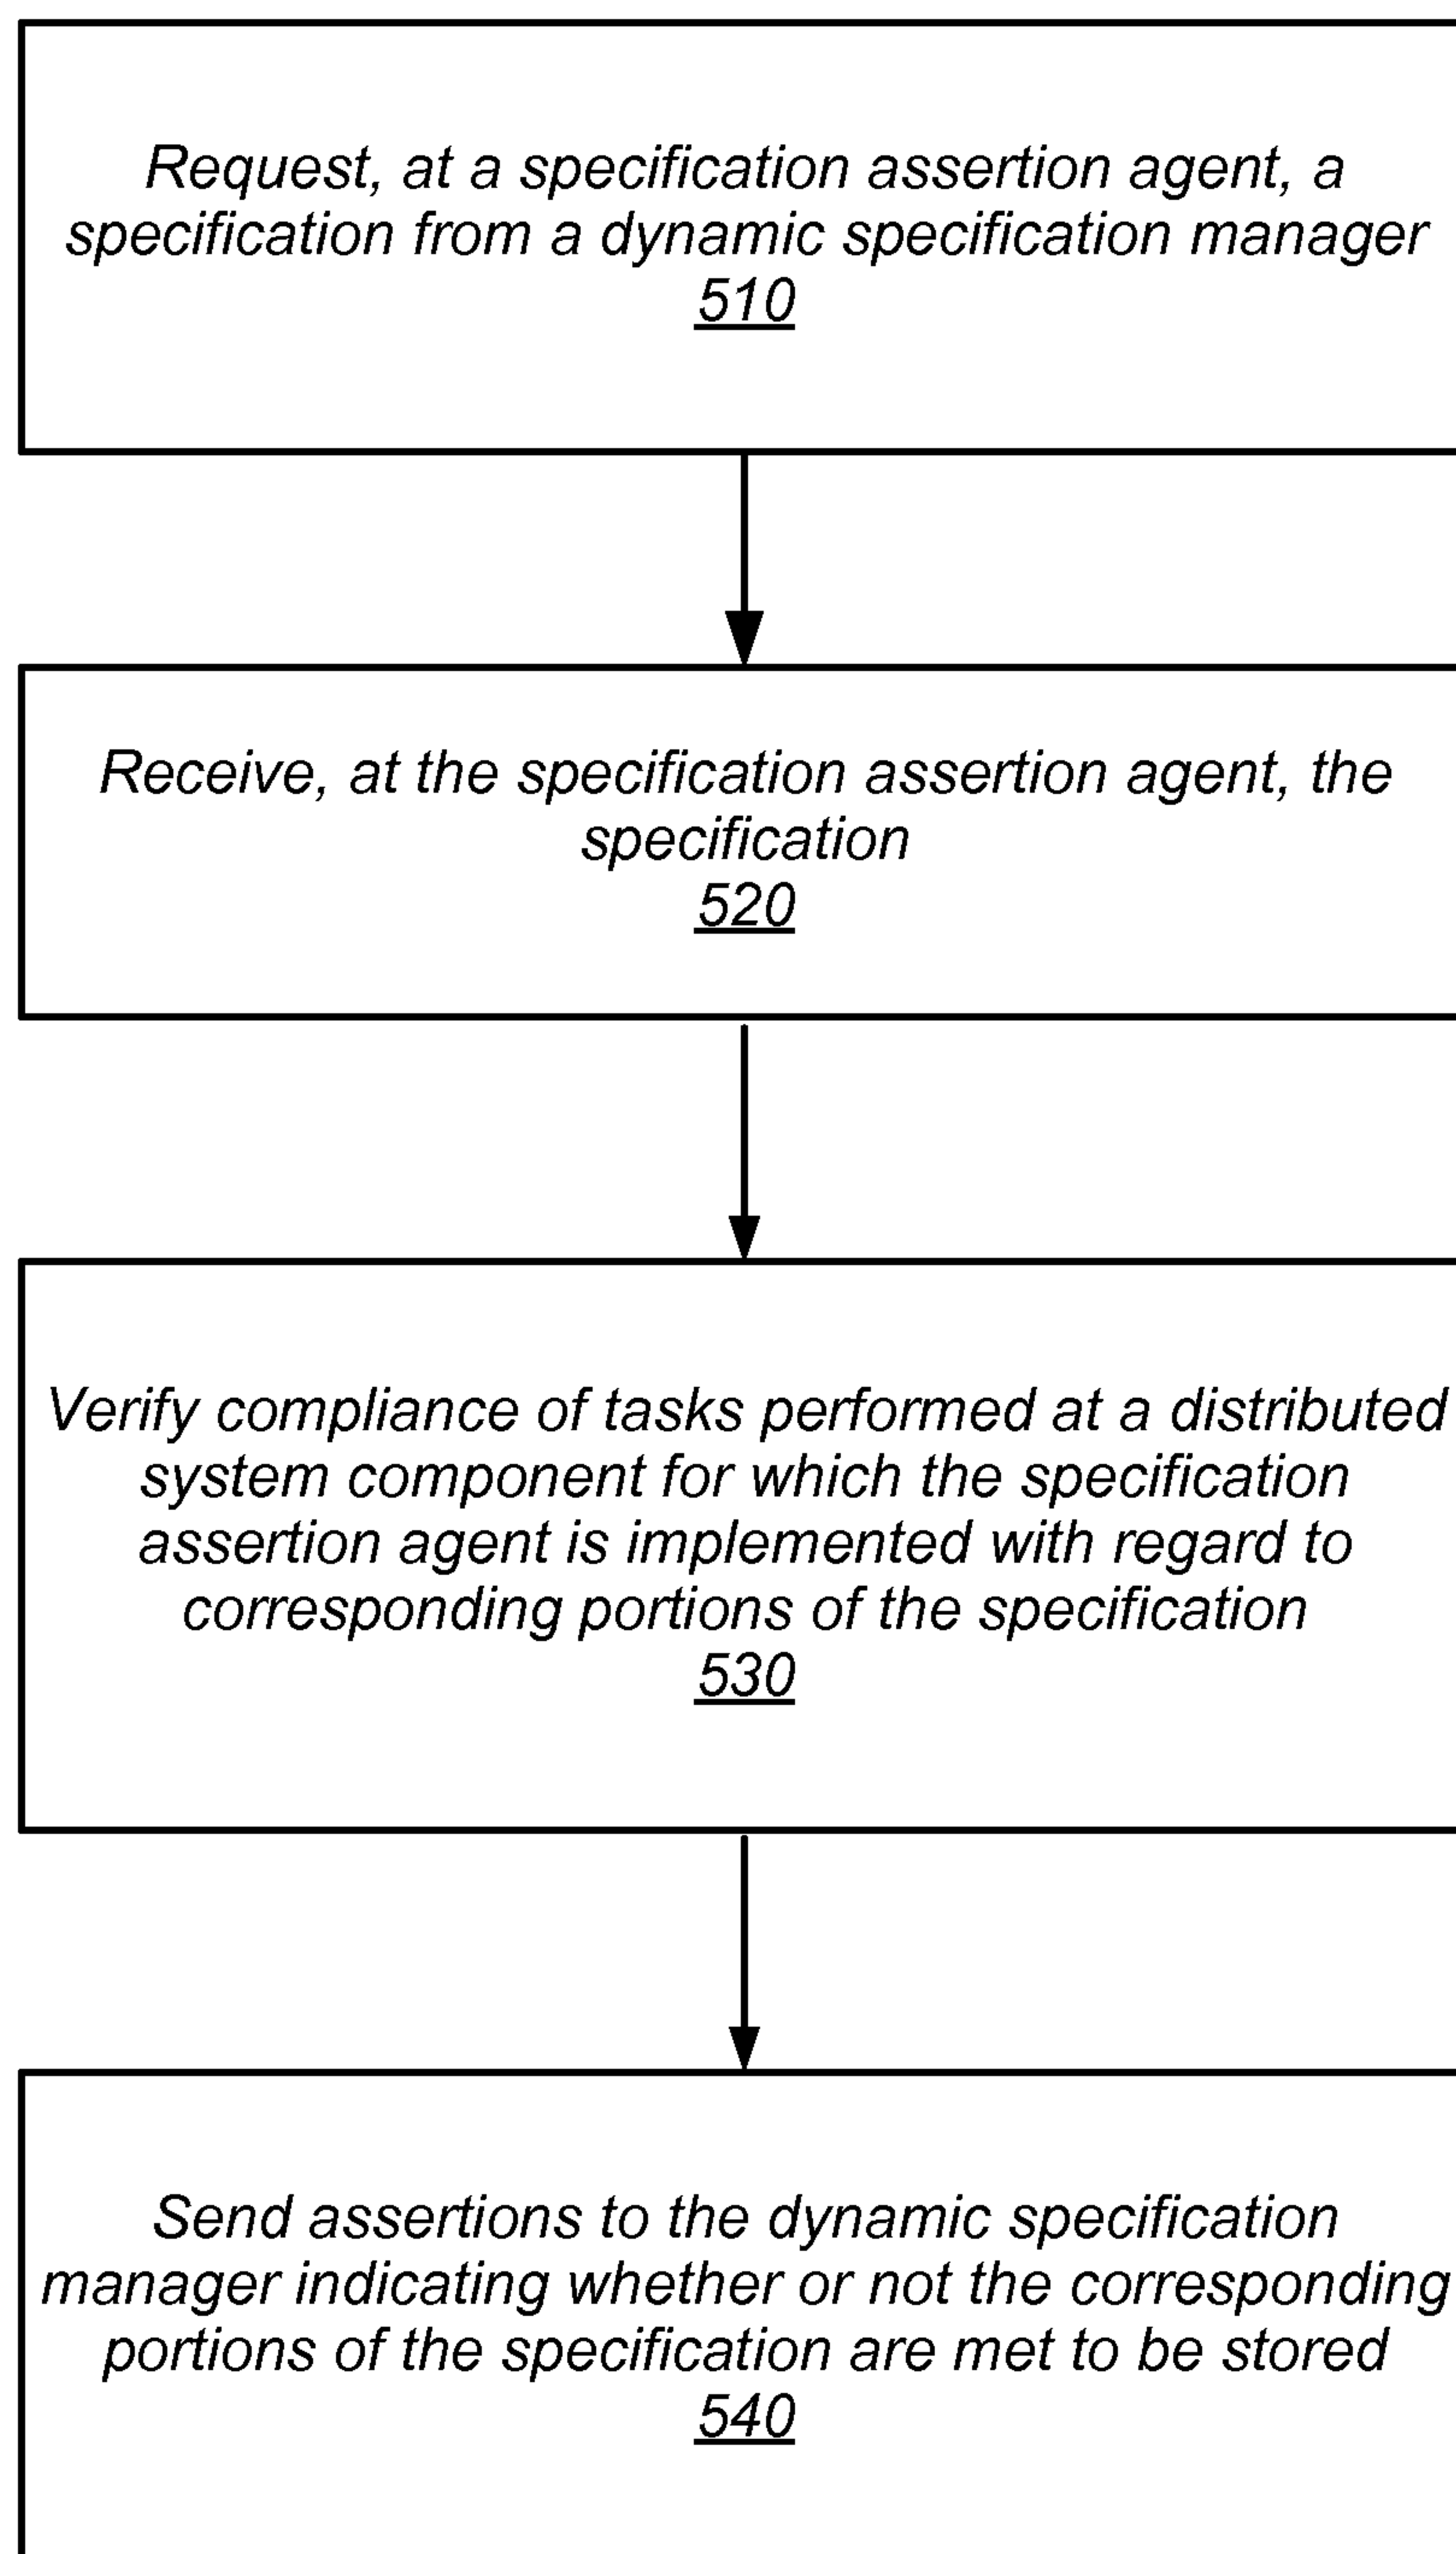 Request, at a specification assertion agent, a
specification from a dynamic specification manager
510
Receive, at the specification assertion agent, the
specification
520
Verify compliance of tasks performed at a distributed
system component for which the specification
assertion agent is implemented with regard to
corresponding portions of the specification
530
Send assertions to the dynamic specification
manager indicating whether or not the corresponding
portions of the specification are met to be stored
540